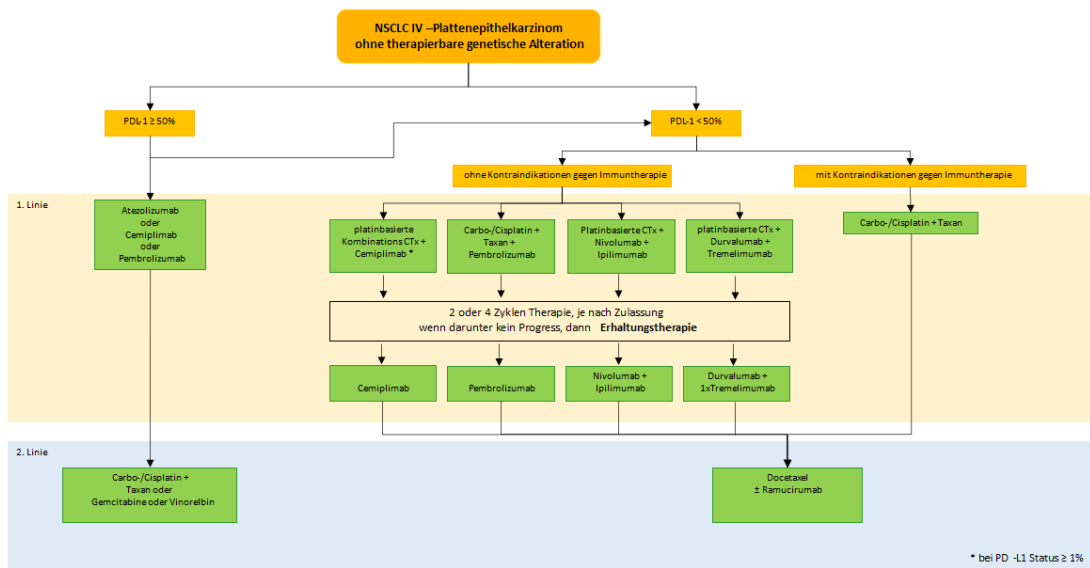 NSCLC IV –Plattenepithelkarzinom
ohne therapierbare genetische Alteration
PDL-1 ≥ 50%
PDL-1 < 50%
ohne Kontraindikationen gegen Immuntherapie
mit Kontraindikationen gegen Immuntherapie
1. Linie
Atezolizumab
oder
Cemiplimab
oder
Pembrolizumab
platinbasierte
Kombinations CTx +
Cemiplimab *
Carbo-/Cisplatin +
Taxan +
Pembrolizumab
Platinbasierte CTx +
Nivolumab +
Ipilimumab
platinbasierte CTx +
Durvalumab +
Tremelimumab
Carbo-/Cisplatin + Taxan
2 oder 4 Zyklen Therapie, je nach Zulassung
wenn darunter kein Progress, dann Erhaltungstherapie
Cemiplimab
Pembrolizumab
Nivolumab +
Ipilimumab
Durvalumab +
1xTremelimumab
2. Linie
Carbo-/Cisplatin +
Taxan oder
Gemcitabine oder Vinorelbin
Docetaxel
± Ramucirumab
* bei PD -L1 Status ≥ 1%